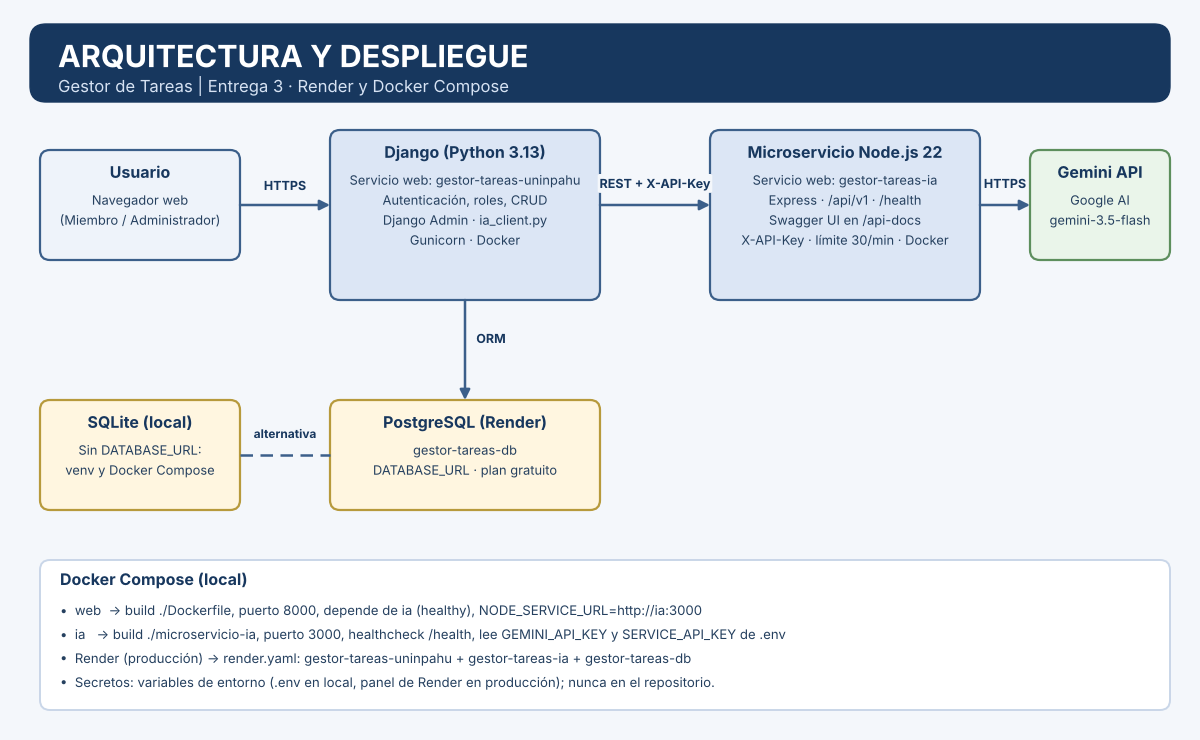 ARQUITECTURA Y DESPLIEGUE
Gestor de Tareas | Entrega 3 · Render y Docker Compose
Usuario
Navegador web
(Miembro / Administrador)
HTTPS
Django (Python 3.13)
Servicio web: gestor-tareas-uninpahu
Autenticación, roles, CRUD
Django Admin · ia_client.py
Gunicorn · Docker
REST + X-API-Key
Microservicio Node.js 22
Servicio web: gestor-tareas-ia
Express · /api/v1 · /health
Swagger UI en /api-docs
X-API-Key · límite 30/min · Docker
HTTPS
Gemini API
Google AI
gemini-3.5-flash
ORM
SQLite (local)
Sin DATABASE_URL:
venv y Docker Compose
alternativa
PostgreSQL (Render)
gestor-tareas-db
DATABASE_URL · plan gratuito
Docker Compose (local)
• web → build ./Dockerfile, puerto 8000, depende de ia (healthy), NODE_SERVICE_URL=http://ia:3000
• ia → build ./microservicio-ia, puerto 3000, healthcheck /health, lee GEMINI_API_KEY y SERVICE_API_KEY de .env
• Render (producción) → render.yaml: gestor-tareas-uninpahu + gestor-tareas-ia + gestor-tareas-db
• Secretos: variables de entorno (.env en local, panel de Render en producción); nunca en el repositorio.